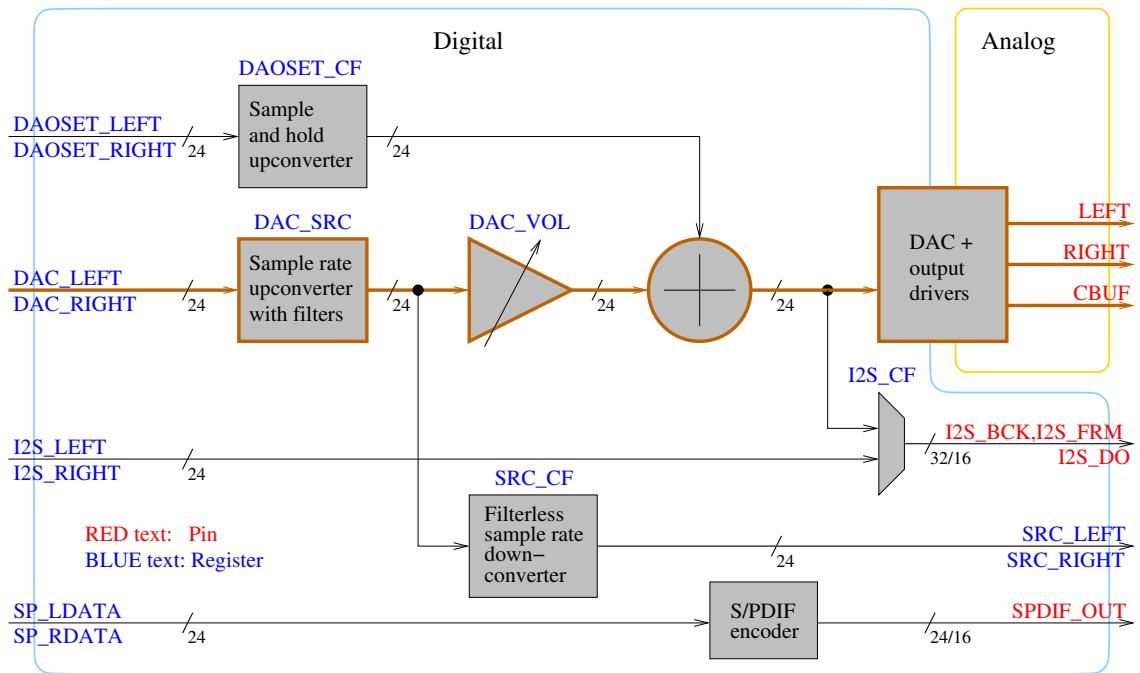 Digital
Analog
DAOSET_CF
DAOSET_LEFT
DAOSET_RIGHT
24
Sample
and hold
upconverter
24
DAC_SRC
DAC_VOL
DAC_LEFT
DAC_RIGHT
24
Sample rate
upconverter
with filters
24
24
24
DAC +
output
drivers
LEFT
RIGHT
CBUF
I2S_CF
I2S_LEFT
I2S_RIGHT
24
32/16
I2S_BCK,I2S_FRM
I2S_DO
SRC_CF
Filterless
sample rate
down−
converter
24
SRC_LEFT
SRC_RIGHT
RED text: Pin
BLUE text: Register
SP_LDATA
SP_RDATA
24
S/PDIF
encoder
24/16
SPDIF_OUT